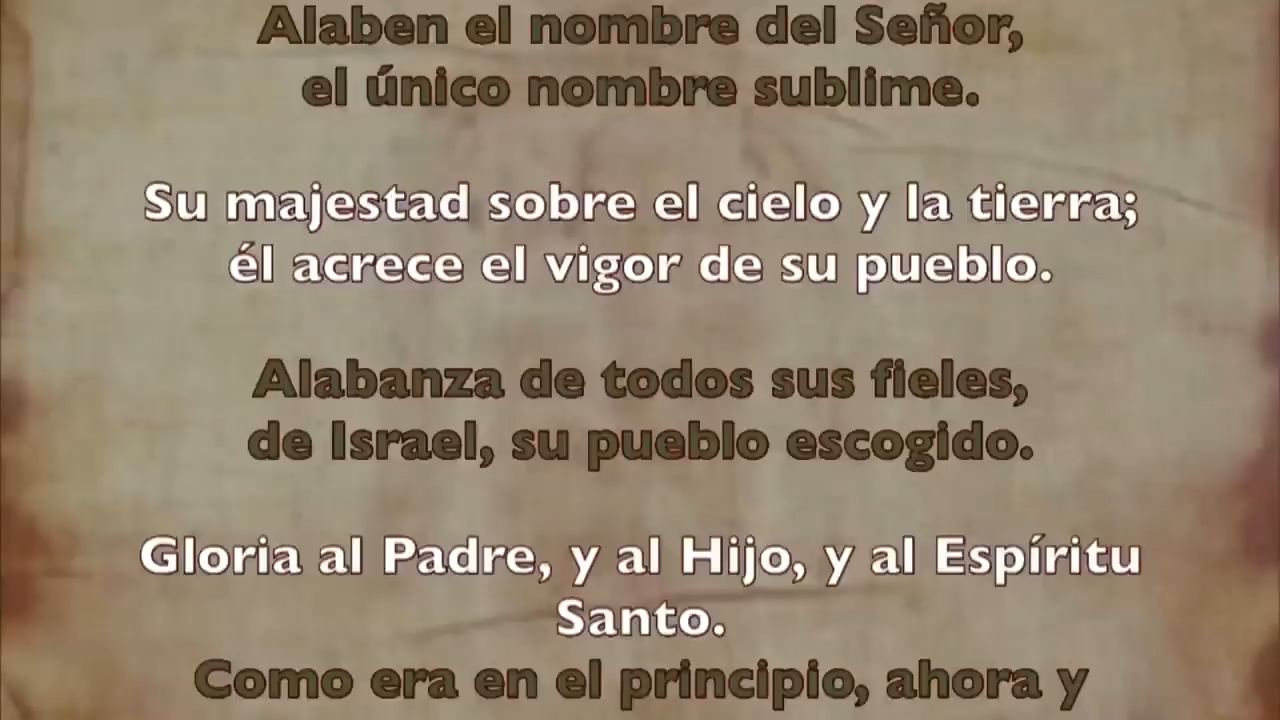 Alaben el nombre del Señor,
el único nombre sublime.
Su majestad sobre el cielo y la tierra;
él acrece el vigor de su pueblo.
Alabanza de todos sus fieles,
de Israel, su pueblo escogido.
Gloria al Padre, y al Hijo, y al Espíritu
Santo.
Como era en el principio, ahora y